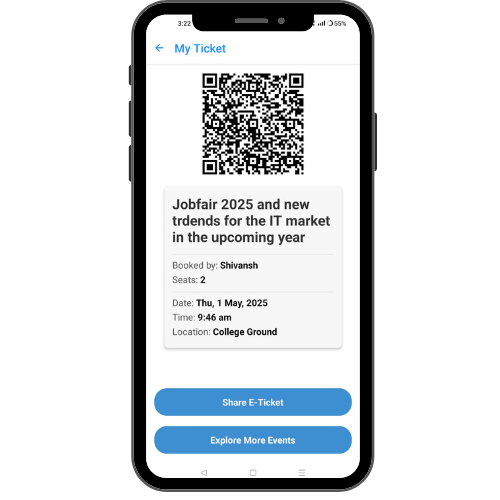 3:22 55%
My Ticket
Jobfair 2025 and new
trdends for the IT market
in the upcoming year
Booked by: Shivansh
Seats: 2
Date: Thu, 1 May, 2025
Time: 9:46 am
Location: College Ground
Share E-Ticket
Explore More Events